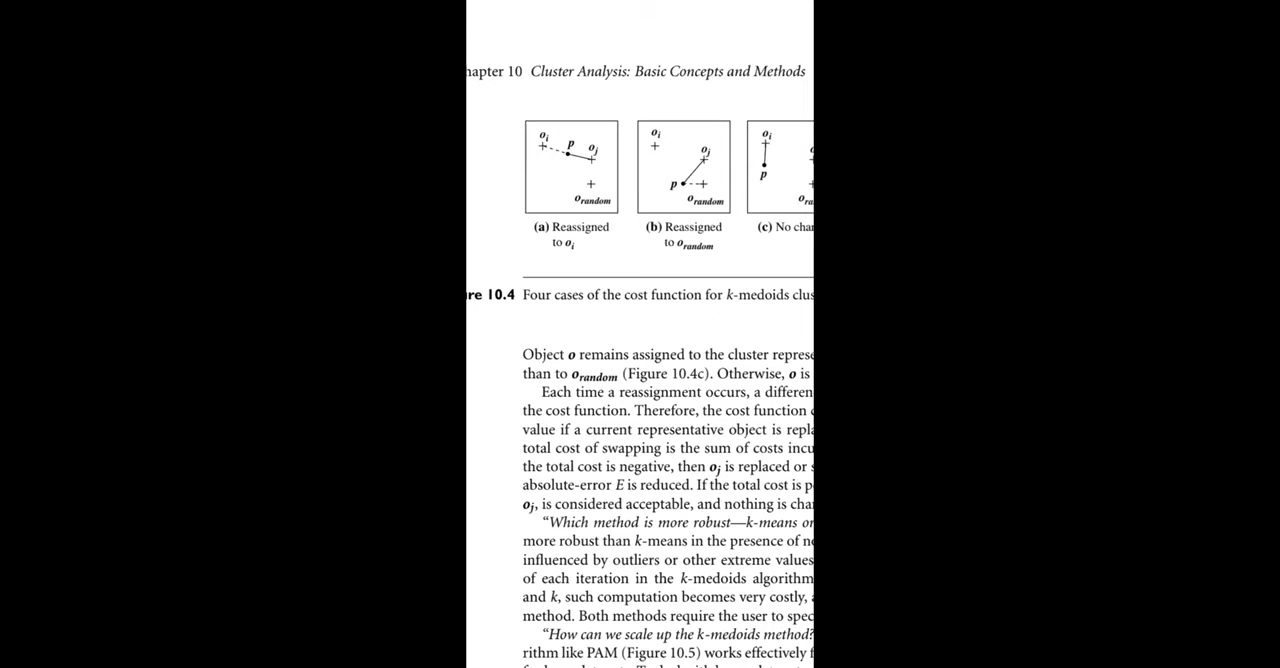 hapter 10 Cluster Analysis: Basic Concepts and Methods
oi p oj orandom
oi oj p orandom
oi p
(a) Reassigned to oi
(b) Reassigned to orandom
(c) No
re 10.4 Four cases of the cost function for k-medoids
Object o remains assigned to the cluster
than to orandom (Figure 10.4c). Otherwise, o is
Each time a reassignment occurs, a
the cost function. Therefore, the cost function
value if a current representative object is
total cost of swapping is the sum of costs
the total cost is negative, then oj is replaced or
absolute-error E is reduced. If the total cost is
oj, is considered acceptable, and nothing is
“Which method is more robust—k-means or
more robust than k-means in the presence of
influenced by outliers or other extreme values
of each iteration in the k-medoids algorithm
and k, such computation becomes very costly,
method. Both methods require the user to
“How can we scale up the k-medoids method?
rithm like PAM (Figure 10.5) works effectively